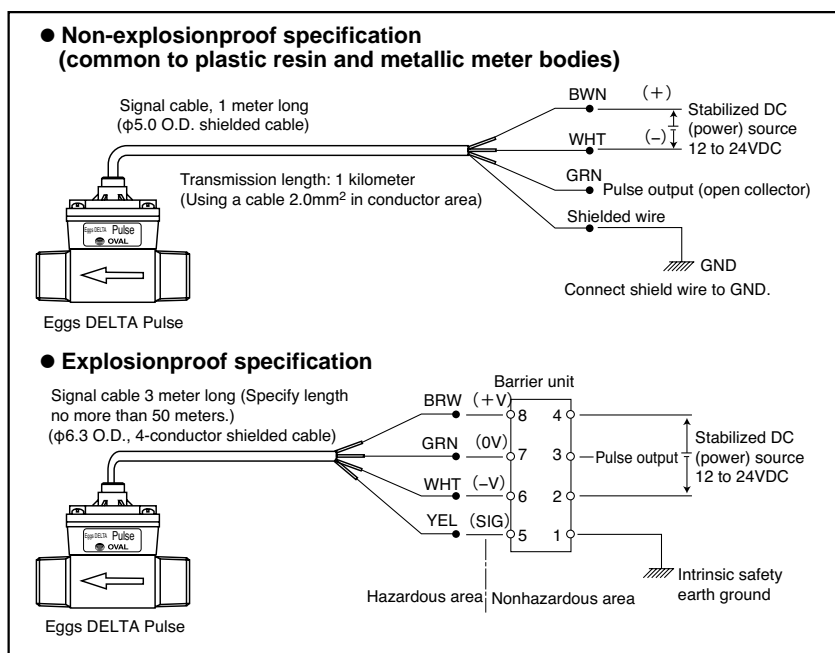 ● Non-explosionproof specification
(common to plastic resin and metallic meter bodies)
Signal cable, 1 meter long
(φ5.0 O.D. shielded cable)
Transmission length: 1 kilometer
(Using a cable 2.0mm² in conductor area)
BWN (+)
WHT (−)
Stabilized DC
(power) source
12 to 24VDC
GRN
Pulse output (open collector)
Shielded wire
GND
Connect shield wire to GND.
Eggs DELTA Pulse
OVAL
Eggs DELTA Pulse
● Explosionproof specification
Signal cable 3 meter long (Specify length
no more than 50 meters.)
(φ6.3 O.D., 4-conductor shielded cable)
Barrier unit
BRW (+V) 8 4
GRN (0V) 7 3 Pulse output
WHT (−V) 6 2
YEL (SIG) 5 1
Stabilized DC
(power) source
12 to 24VDC
Intrinsic safety
earth ground
Hazardous area Nonhazardous area
Eggs DELTA Pulse
OVAL
Eggs DELTA Pulse